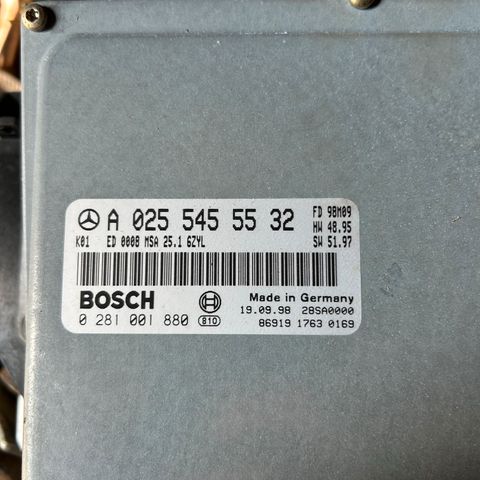 A 025 545 55 32
FD 98M09
HW 48.95
K01 ED 0008 MSA 25.1 6ZYL
SW 51.97
BOSCH
Made in Germany
19.09.98 28SA0000
0 281 001 880 B10
86919 1763 0169